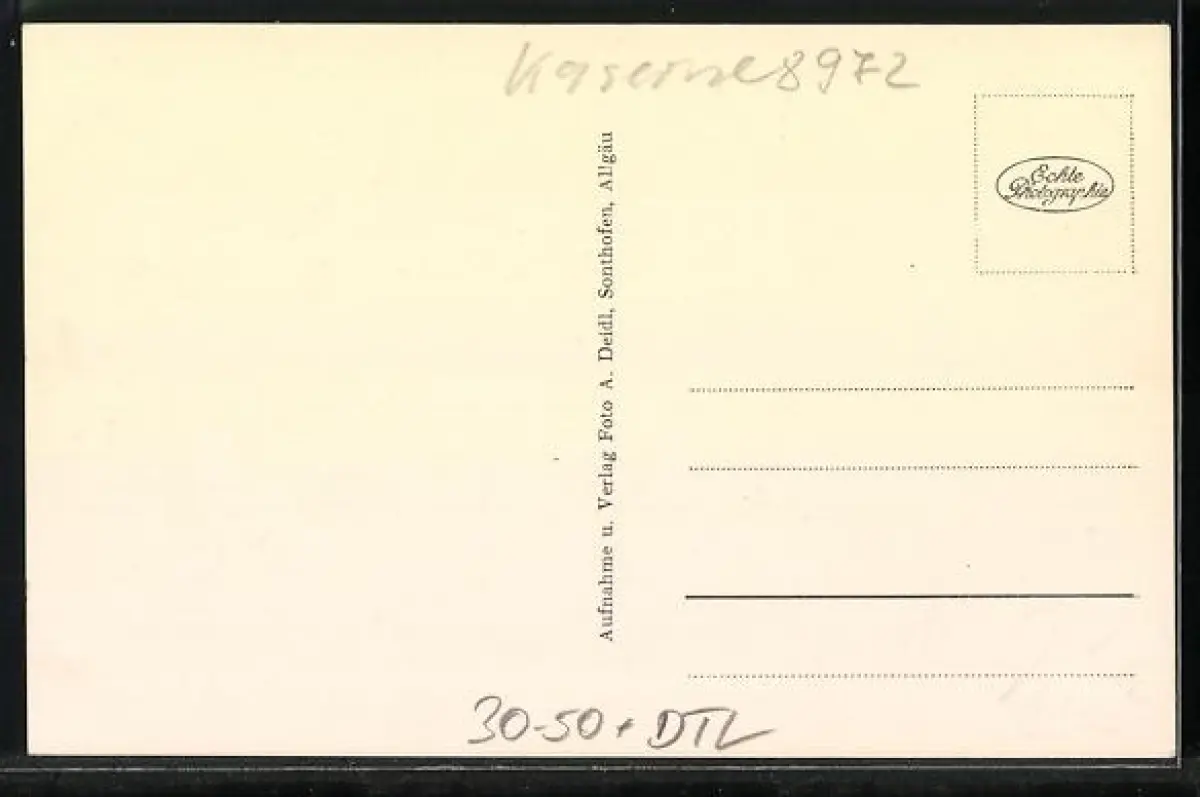 Kaserne 8972
Echte
Photographie
Aufnahme u. Verlag Foto A. Deidl, Sonthofen, Allgäu
30-50 + DTL